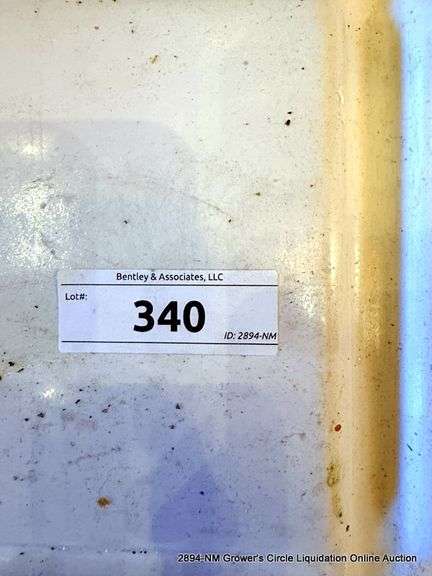 Bentley & Associates, LLC
Lot#:
340
ID: 2894-NM
2894-NM Grower's Circle Liquidation Online Auction